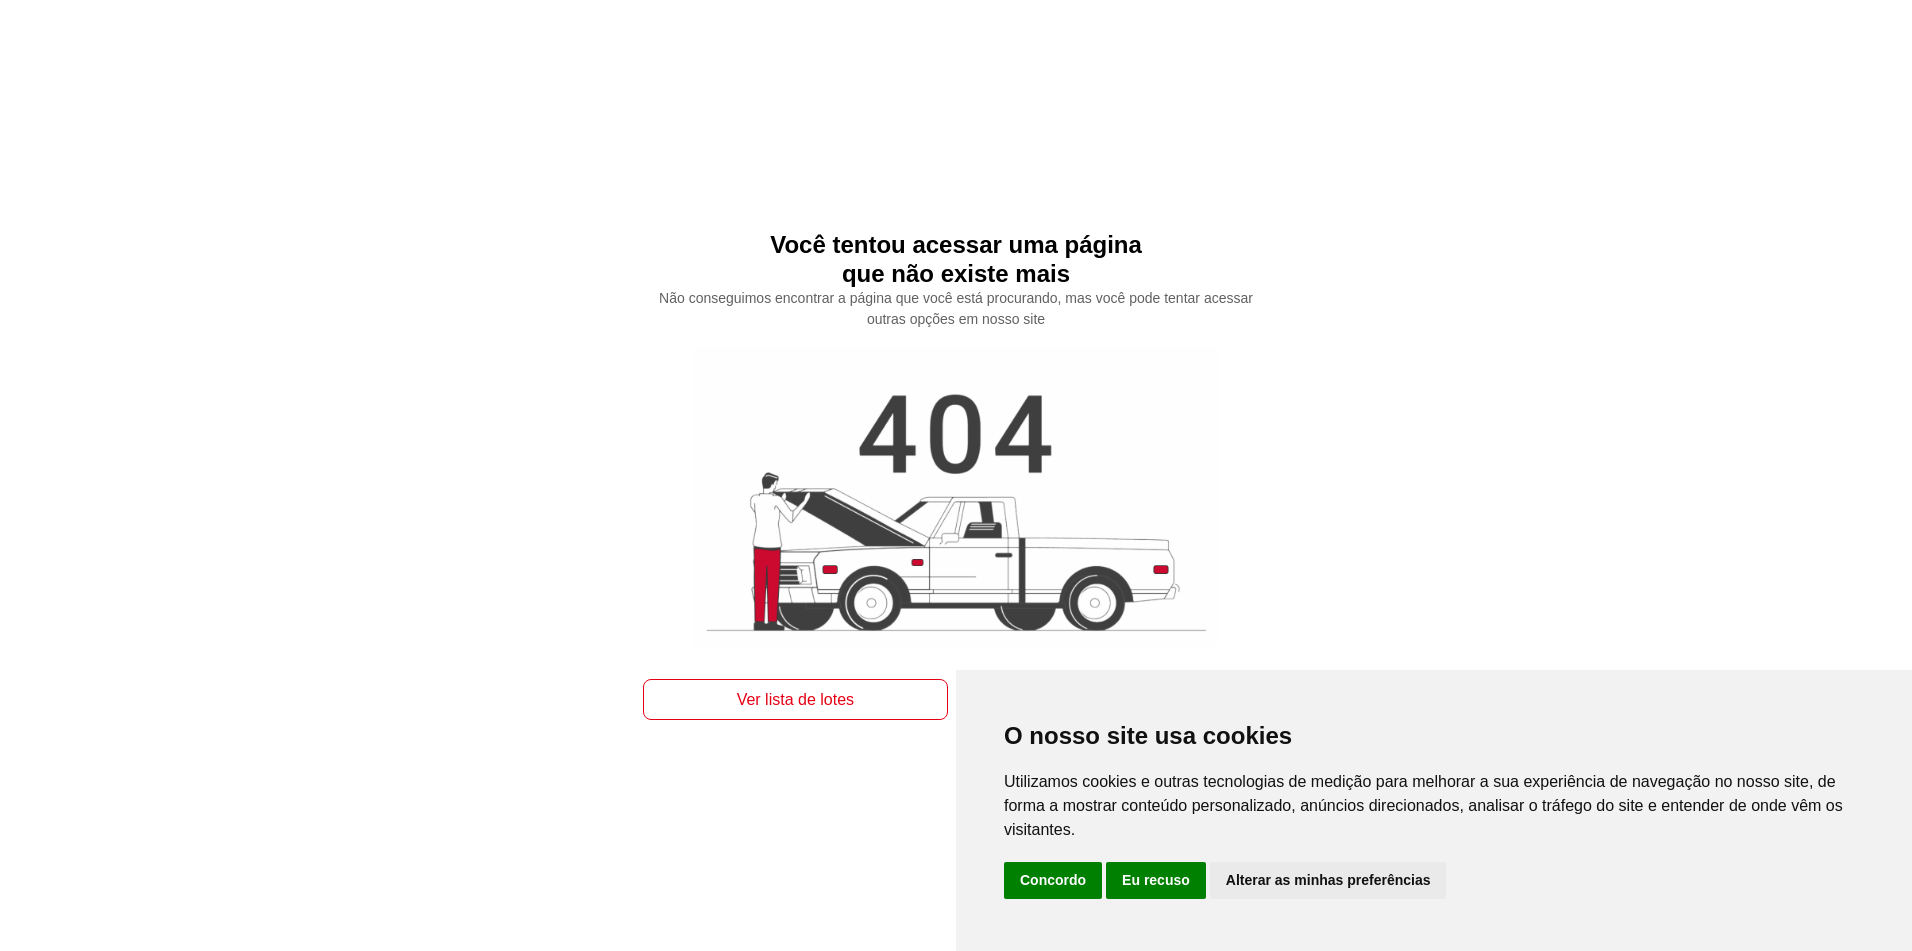 Você tentou acessar uma página
que não existe mais
Não conseguimos encontrar a página que você está procurando, mas você pode tentar acessar
outras opções em nosso site
404
Ver lista de lotes
O nosso site usa cookies
Utilizamos cookies e outras tecnologias de medição para melhorar a sua experiência de navegação no nosso site, de
forma a mostrar conteúdo personalizado, anúncios direcionados, analisar o tráfego do site e entender de onde vêm os
visitantes.
Concordo
Eu recuso
Alterar as minhas preferências